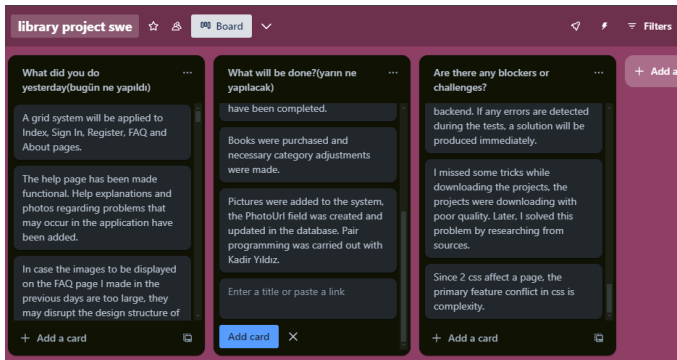 library project swe
Board
Filters
What did you do
yesterday(bugün ne yapıldı)
A grid system will be applied to
Index, Sign In, Register, FAQ and
About pages.
The help page has been made
functional. Help explanations and
photos regarding problems that
may occur in the application have
been added.
In case the images to be displayed
on the FAQ page I made in the
previous days are too large, they
may disrupt the design structure of
+ Add a card
What will be done?(yarın ne
yapılacak)
have been completed.
Books were purchased and
necessary category adjustments
were made.
Pictures were added to the system,
the PhotoUrl field was created and
updated in the database. Pair
programming was carried out with
Kadir Yıldız.
Enter a title or paste a link
Add card
Are there any blockers or
challenges?
backend. If any errors are detected
during the tests, a solution will be
produced immediately.
I missed some tricks while
downloading the projects, the
projects were downloading with
poor quality. Later, I solved this
problem by researching from
sources.
Since 2 css affect a page, the
primary feature conflict in css is
complexity.
+ Add a card
+ Add a